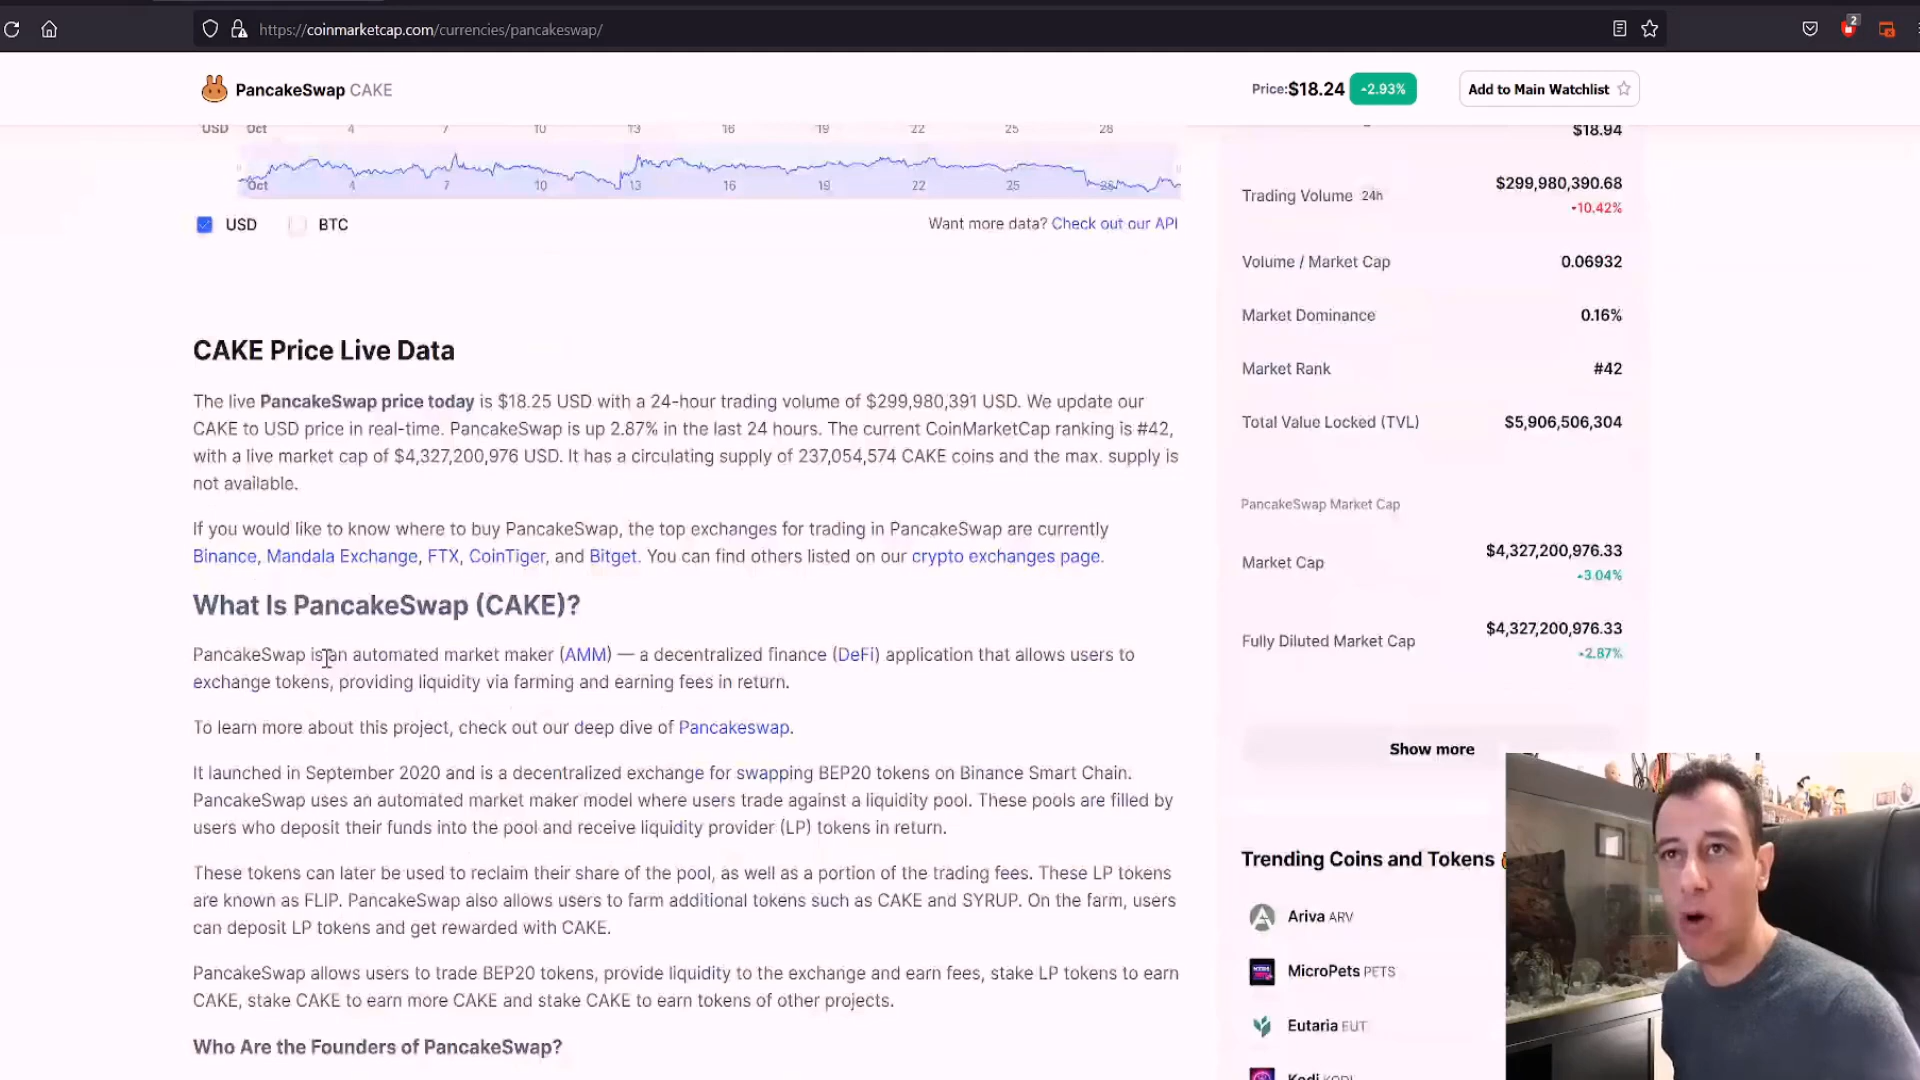 https://coinmarketcap.com/currencies/pancakeswap/
2
PancakeSwap CAKE
Price:$18.24
2.93%
Add to Main Watchlist
USD Oct 4 7 10 13 16 19 22 25 28
Oct 4 7 10 13 16 19 22 25 28
USD BTC
Want more data? Check out our API
CAKE Price Live Data
The live PancakeSwap price today is $18.25 USD with a 24-hour trading volume of $299,980,391 USD. We update our
CAKE to USD price in real-time. PancakeSwap is up 2.87% in the last 24 hours. The current CoinMarketCap ranking is #42,
with a live market cap of $4,327,200,976 USD. It has a circulating supply of 237,054,574 CAKE coins and the max. supply is
not available.
If you would like to know where to buy PancakeSwap, the top exchanges for trading in PancakeSwap are currently
Binance, Mandala Exchange, FTX, CoinTiger, and Bitget. You can find others listed on our crypto exchanges page.
What Is PancakeSwap (CAKE)?
PancakeSwap is an automated market maker (AMM) — a decentralized finance (DeFi) application that allows users to
exchange tokens, providing liquidity via farming and earning fees in return.
To learn more about this project, check out our deep dive of Pancakeswap.
It launched in September 2020 and is a decentralized exchange for swapping BEP20 tokens on Binance Smart Chain.
PancakeSwap uses an automated market maker model where users trade against a liquidity pool. These pools are filled by
users who deposit their funds into the pool and receive liquidity provider (LP) tokens in return.
These tokens can later be used to reclaim their share of the pool, as well as a portion of the trading fees. These LP tokens
are known as FLIP. PancakeSwap also allows users to farm additional tokens such as CAKE and SYRUP. On the farm, users
can deposit LP tokens and get rewarded with CAKE.
PancakeSwap allows users to trade BEP20 tokens, provide liquidity to the exchange and earn fees, stake LP tokens to earn
CAKE, stake CAKE to earn more CAKE and stake CAKE to earn tokens of other projects.
Who Are the Founders of PancakeSwap?
$18.94
Trading Volume 24h
$299,980,390.68
10.42%
Volume / Market Cap
0.06932
Market Dominance
0.16%
Market Rank
#42
Total Value Locked (TVL)
$5,906,506,304
PancakeSwap Market Cap
Market Cap
$4,327,200,976.33
3.04%
Fully Diluted Market Cap
$4,327,200,976.33
2.87%
Show more
Trending Coins and Tokens
Ariva ARV
MicroPets PETS
Eutaria EUT